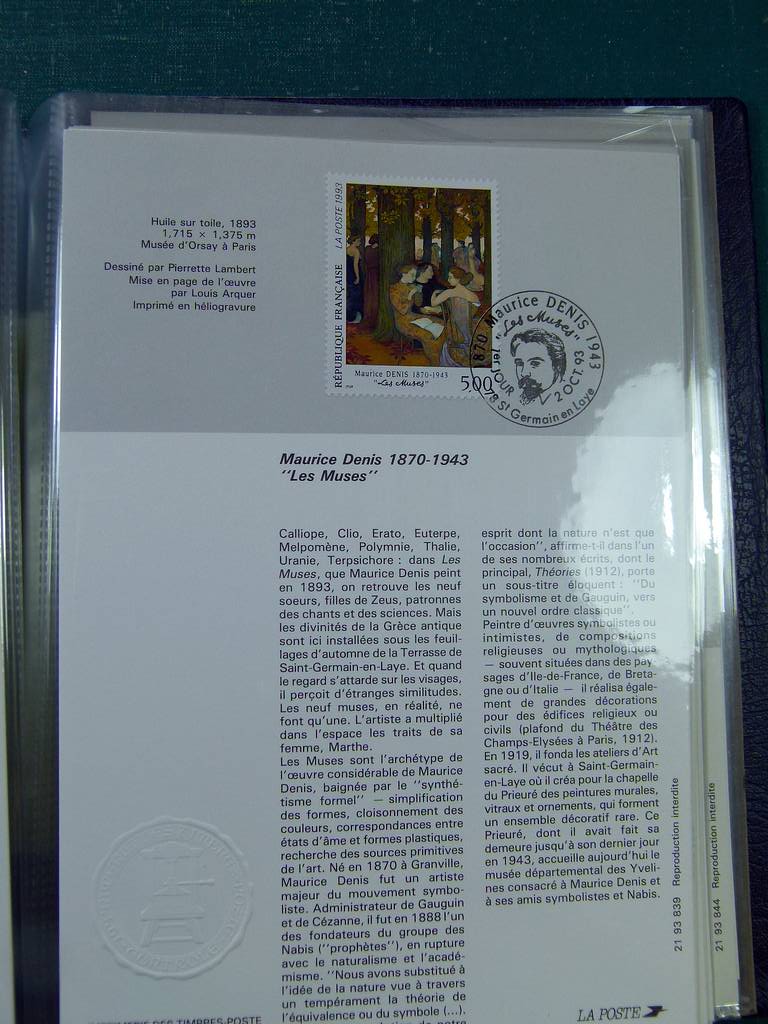 Huile sur toile, 1893
1,715 × 1,375 m
Musée d'Orsay à Paris
Dessiné par Pierrette Lambert
Mise en page de l'œuvre
par Louis Arquer
Imprimé en héliogravure
RÉPUBLIQUE FRANÇAISE LA POSTE 1993
Maurice DENIS 1870-1943
"Les Muses"
5,00
1870 Maurice DENIS 1943
"Les Muses"
1er JOUR
2 OCT. 93
78 St Germain en Laye
Maurice Denis 1870-1943
''Les Muses''
Calliope, Clio, Erato, Euterpe,
Melpomène, Polymnie, Thalie,
Uranie, Terpsichore : dans Les
Muses, que Maurice Denis peint
en 1893, on retrouve les neuf
soeurs, filles de Zeus, patronnes
des chants et des sciences. Mais
les divinités de la Grèce antique
sont ici installées sous les feuil-
lages d'automne de la Terrasse de
Saint-Germain-en-Laye. Et quand
le regard s'attarde sur les visages,
il perçoit d'étranges similitudes.
Les neuf muses, en réalité, ne
font qu'une. L'artiste a multiplié
dans l'espace les traits de sa
femme, Marthe.
Les Muses sont l'archétype de
l'œuvre considérable de Maurice
Denis, baignée par le ''synthé-
tisme formel'' — simplification
des formes, cloisonnement des
couleurs, correspondances entre
états d'âme et formes plastiques,
recherche des sources primitives
de l'art. Né en 1870 à Granville,
Maurice Denis fut un artiste
majeur du mouvement symbo-
liste. Administrateur de Gauguin
et de Cézanne, il fut en 1888 l'un
des fondateurs du groupe des
Nabis (''prophètes''), en rupture
avec le naturalisme et l'acadé-
misme. ''Nous avons substitué à
l'idée de la nature vue à travers
un tempérament la théorie de
l'équivalence ou du symbole (...).
esprit dont la nature n'est que
l'occasion'', affirme-t-il dans l'un
de ses nombreux écrits, dont le
principal, Théories (1912), porte
un sous-titre éloquent : ''Du
symbolisme et de Gauguin, vers
un nouvel ordre classique''.
Peintre d'œuvres symbolistes ou
intimistes, de compositions
religieuses ou mythologiques
— souvent situées dans des pay-
sages d'Ile-de-France, de Breta-
gne ou d'Italie — il réalisa égale-
ment de grandes décorations
pour des édifices religieux ou
civils (plafond du Théâtre des
Champs-Elysées à Paris, 1912).
En 1919, il fonda les ateliers d'Art
sacré. Il vécut à Saint-Germain-
en-Laye où il créa pour la chapelle
du Prieuré des peintures murales,
vitraux et ornements, qui forment
un ensemble décoratif rare. Ce
Prieuré, dont il avait fait sa
demeure jusqu'à son dernier jour
en 1943, accueille aujourd'hui le
musée départemental des Yveli-
nes consacré à Maurice Denis et
à ses amis symbolistes et Nabis.
21 93 839 Reproduction interdite
21 93 844 Reproduction interdite
DES TIMBRES-POSTE
LA POSTE